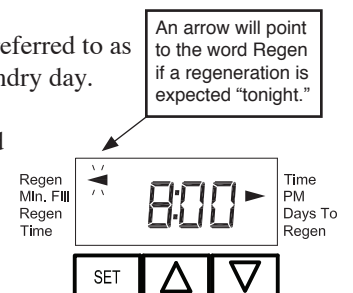 eferred to as
ndry day.
d
An arrow will point
to the word Regen
if a regeneration is
expected “tonight.”
Regen
Min. Fill
Regen
Time
8:00
Time
PM
Days To
Regen
SET